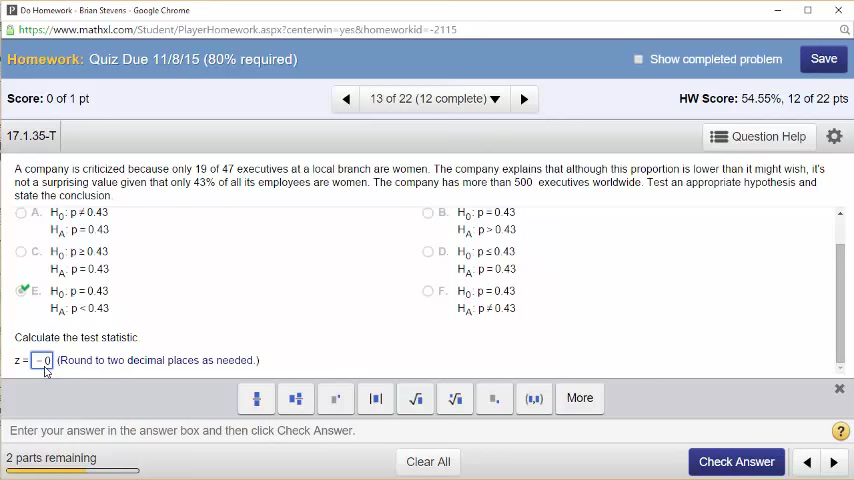 Do Homework - Brian Stevens - Google Chrome
https://www.mathxl.com/Student/PlayerHomework.aspx?centerwin=yes&homeworkid=-2115
Homework: Quiz Due 11/8/15 (80% required)
Show completed problem
Save
Score: 0 of 1 pt
13 of 22 (12 complete)
HW Score: 54.55%, 12 of 22 pts
17.1.35-T
Question Help
A company is criticized because only 19 of 47 executives at a local branch are women. The company explains that although this proportion is lower than it might wish, it's
not a surprising value given that only 43% of all its employees are women. The company has more than 500 executives worldwide. Test an appropriate hypothesis and
state the conclusion.
A. H0: p ≠ 0.43
HA: p = 0.43
B. H0: p = 0.43
HA: p > 0.43
C. H0: p ≥ 0.43
HA: p = 0.43
D. H0: p ≤ 0.43
HA: p = 0.43
E. H0: p = 0.43
HA: p < 0.43
F. H0: p = 0.43
HA: p ≠ 0.43
Calculate the test statistic.
z = - 0 (Round to two decimal places as needed.)
More
Enter your answer in the answer box and then click Check Answer.
?
2 parts remaining
Clear All
Check Answer